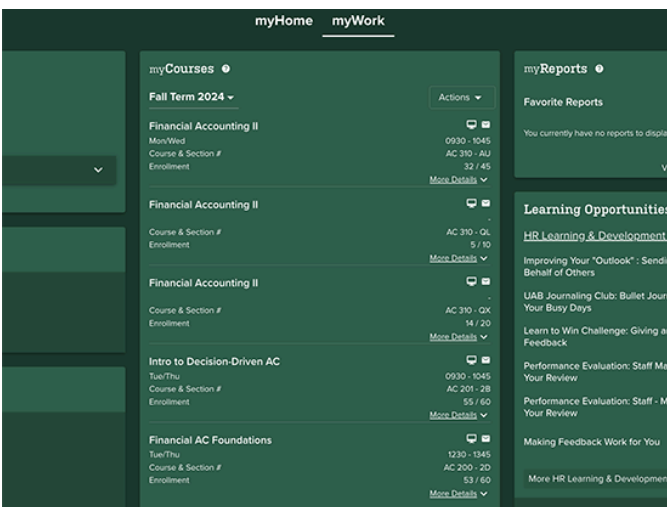 myHome myWork
myCourses
Fall Term 2024
Actions
Financial Accounting II
Mon/Wed 0930 - 1045
Course & Section # AC 310 - AU
Enrollment 32 / 45
More Details
Financial Accounting II
-
Course & Section # AC 310 - QL
Enrollment 5 / 10
More Details
Financial Accounting II
-
Course & Section # AC 310 - QX
Enrollment 14 / 20
More Details
Intro to Decision-Driven AC
Tue/Thu 0930 - 1045
Course & Section # AC 201 - 2B
Enrollment 55 / 60
More Details
Financial AC Foundations
Tue/Thu 1230 - 1345
Course & Section # AC 200 - 2D
Enrollment 53 / 60
More Details
myReports
Favorite Reports
You currently have no reports to displa
V
Learning Opportunities
HR Learning & Development
Improving Your "Outlook" : Sendi
Behalf of Others
UAB Journaling Club: Bullet Jour
Your Busy Days
Learn to Win Challenge: Giving a
Feedback
Performance Evaluation: Staff Ma
Your Review
Performance Evaluation: Staff - M
Your Review
Making Feedback Work for You
More HR Learning & Developmen